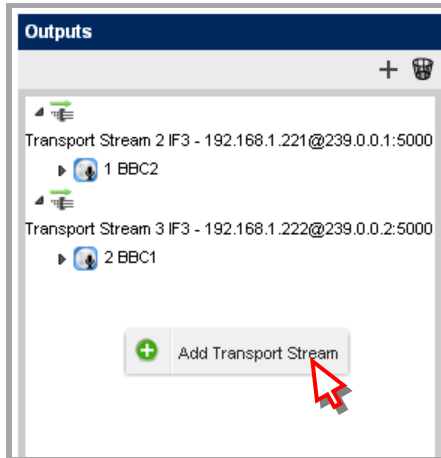 Outputs
Transport Stream 2 IF3 - 192.168.1.221@239.0.0.1:5000
1 BBC2
Transport Stream 3 IF3 - 192.168.1.222@239.0.0.2:5000
2 BBC1
Add Transport Stream